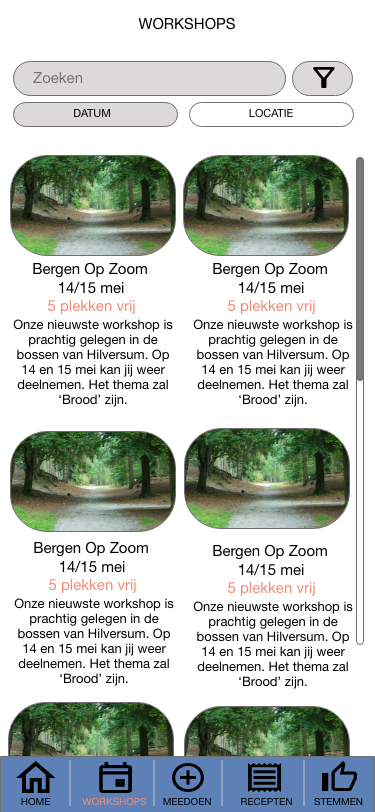 WORKSHOPS
Zoeken
DATUM
LOCATIE
Bergen Op Zoom
14/15 mei
5 plekken vrij
Onze nieuwste workshop is
prachtig gelegen in de
bossen van Hilversum. Op
14 en 15 mei kan jij weer
deelnemen. Het thema zal
‘Brood’ zijn.
Bergen Op Zoom
14/15 mei
5 plekken vrij
Onze nieuwste workshop is
prachtig gelegen in de
bossen van Hilversum. Op
14 en 15 mei kan jij weer
deelnemen. Het thema zal
‘Brood’ zijn.
Bergen Op Zoom
14/15 mei
5 plekken vrij
Onze nieuwste workshop is
prachtig gelegen in de
bossen van Hilversum. Op
14 en 15 mei kan jij weer
deelnemen. Het thema zal
‘Brood’ zijn.
Bergen Op Zoom
14/15 mei
5 plekken vrij
Onze nieuwste workshop is
prachtig gelegen in de
bossen van Hilversum. Op
14 en 15 mei kan jij weer
deelnemen. Het thema zal
‘Brood’ zijn.
HOME
WORKSHOPS
MEEDOEN
RECEPTEN
STEMMEN